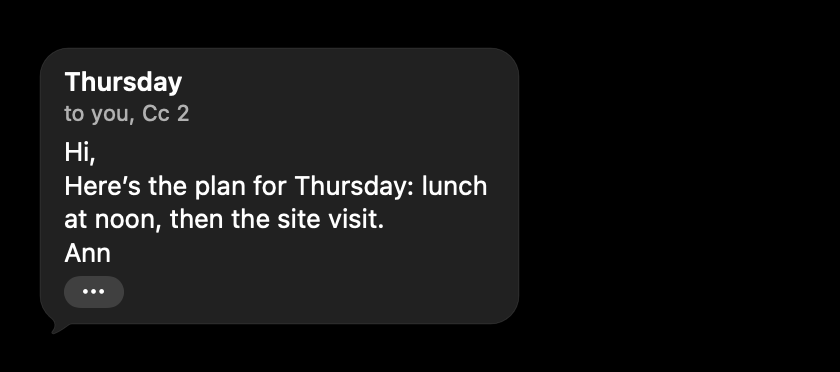 Thursday
to you, Cc 2
Hi,
Here’s the plan for Thursday: lunch
at noon, then the site visit.
Ann
•••